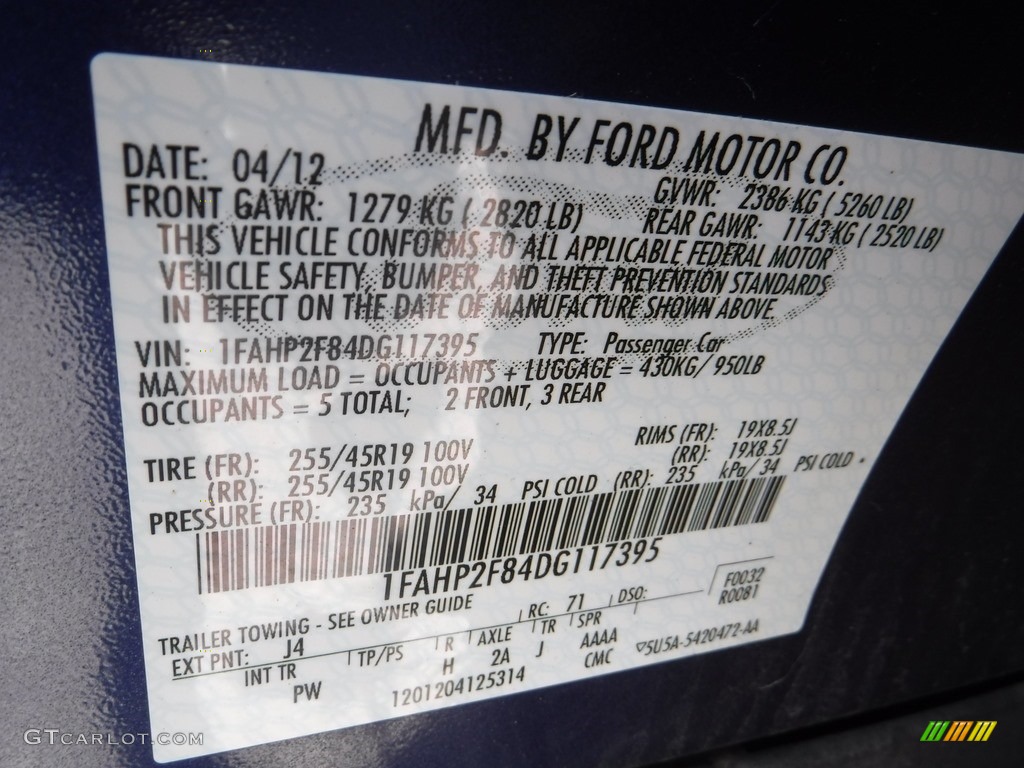 MFD. BY FORD MOTOR CO.
DATE: 04/12 GVWR: 2386 KG ( 5260 LB)
FRONT GAWR: 1279 KG ( 2820 LB) REAR GAWR: 1143 KG ( 2520 LB)
THIS VEHICLE CONFORMS TO ALL APPLICABLE FEDERAL MOTOR
VEHICLE SAFETY, BUMPER, AND THEFT PREVENTION STANDARDS
IN EFFECT ON THE DATE OF MANUFACTURE SHOWN ABOVE.
VIN: 1FAHP2F84DG117395 TYPE: Passenger Car
MAXIMUM LOAD = OCCUPANTS + LUGGAGE = 430KG/ 950LB
OCCUPANTS = 5 TOTAL; 2 FRONT, 3 REAR
TIRE (FR): 255/45R19 100V RIMS (FR): 19X8.5J
(RR): 255/45R19 100V (RR): 19X8.5J
PRESSURE (FR): 235 kPa/ 34 PSI COLD (RR): 235 kPa/ 34 PSI COLD
1FAHP2F84DG117395
TRAILER TOWING - SEE OWNER GUIDE RC: 71 DSO: F0032
EXT PNT: J4 R0081
INT TR TP/PS R AXLE TR SPR
PW H 2A J AAAA
1201204125314 CMC ▽5U5A-5420472-AA
GTCARLOT.COM